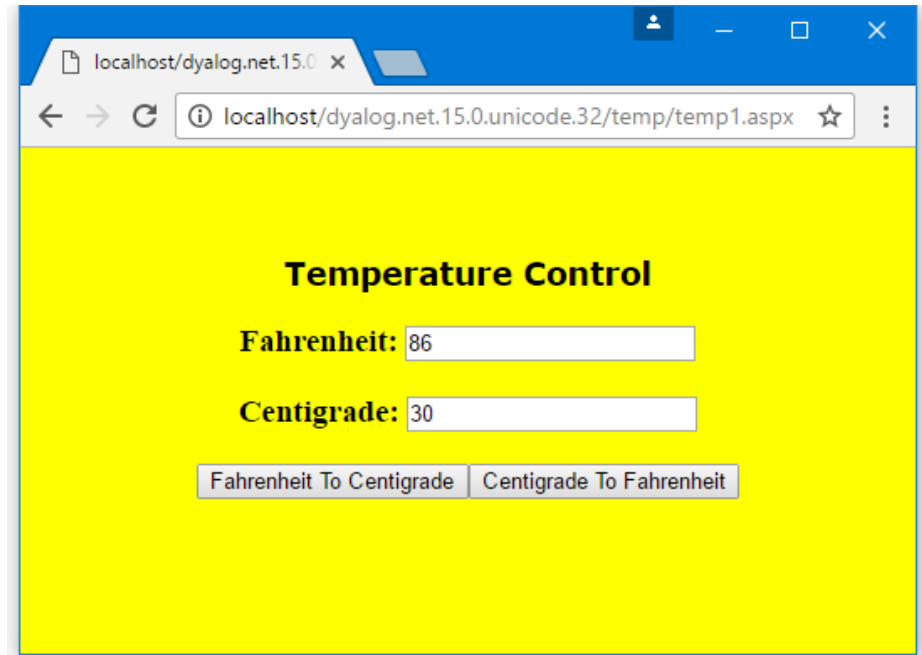 localhost/dyalog.net.15.0
localhost/dyalog.net.15.0.unicode.32/temp/temp1.aspx
Temperature Control
Fahrenheit: 86
Centigrade: 30
Fahrenheit To Centigrade Centigrade To Fahrenheit